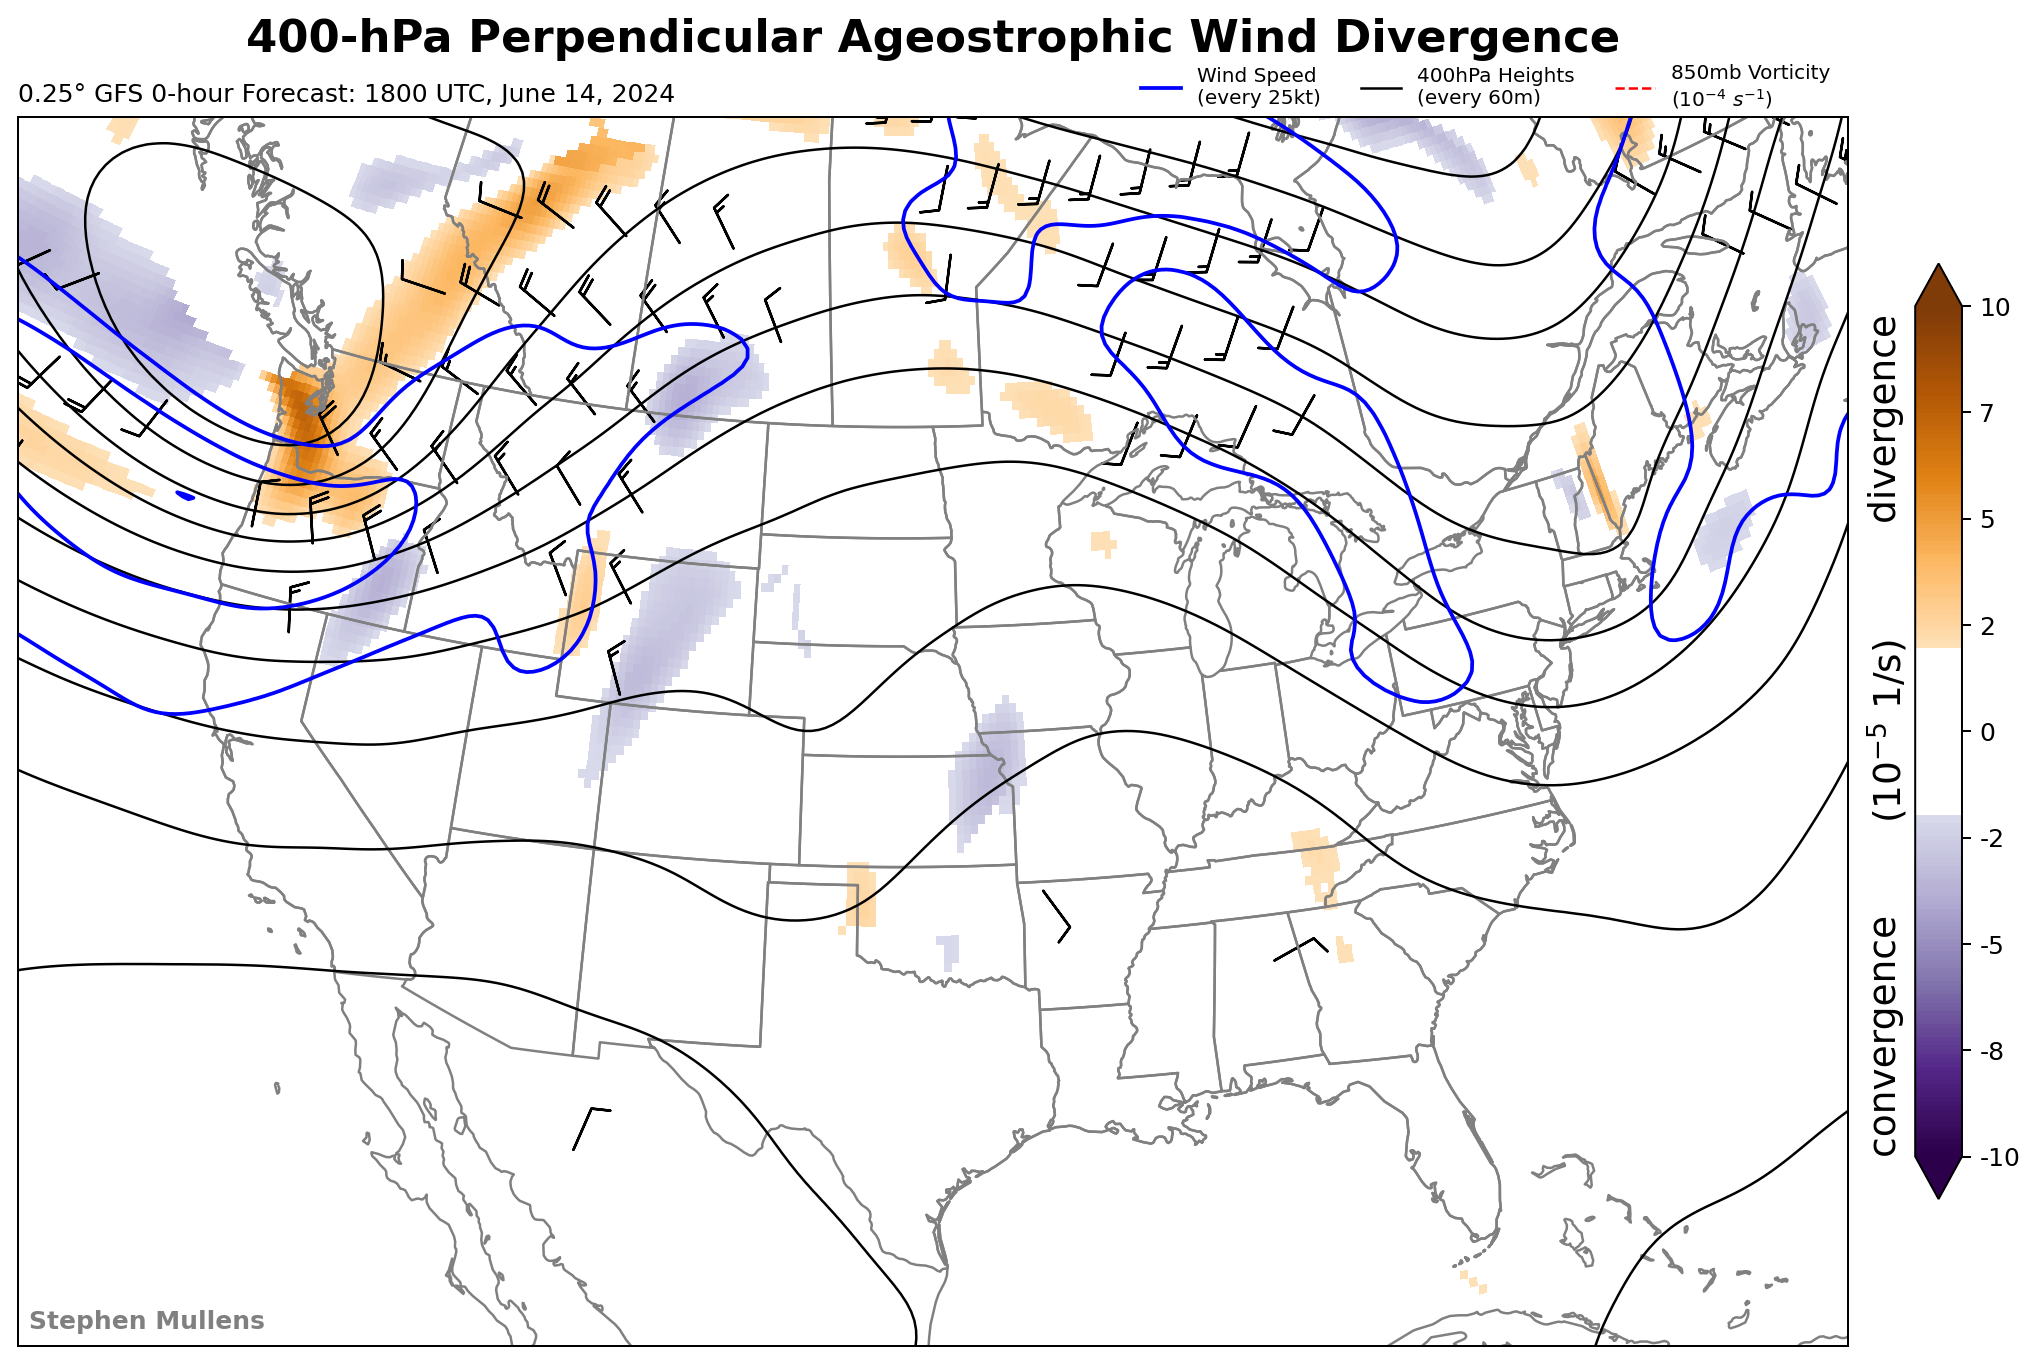 400-hPa Perpendicular Ageostrophic Wind Divergence
0.25° GFS 0-hour Forecast: 1800 UTC, June 14, 2024
Wind Speed
(every 25kt)
400hPa Heights
(every 60m)
850mb Vorticity
(10⁻⁴ s⁻¹)
10
7
5
2
0
-2
-5
-8
-10
convergence (10⁻⁵ 1/s) divergence
Stephen Mullens